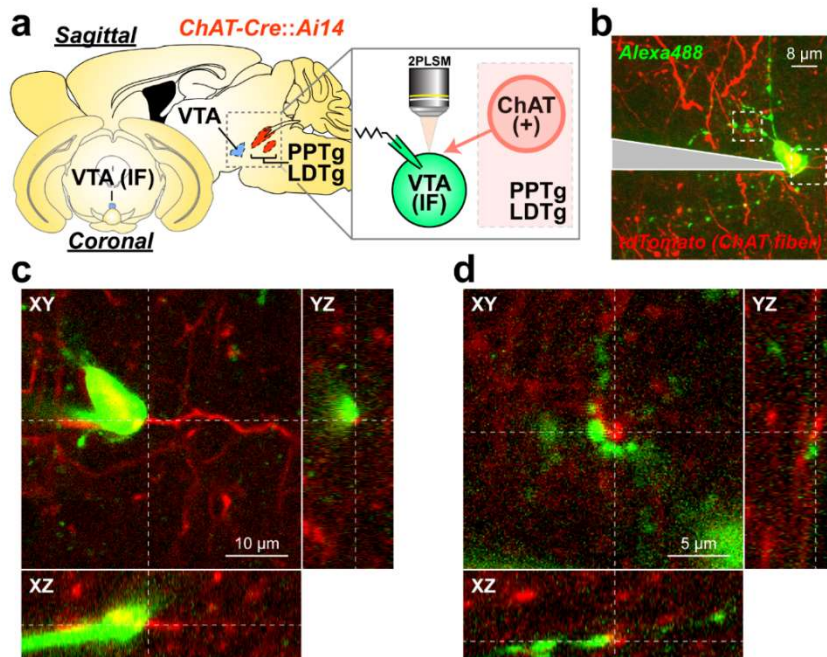 a
Sagittal
ChAT-Cre::Ai14
VTA
PPTg
LDTg
VTA (IF)
Coronal
2PLSM
ChAT
(+)
VTA
(IF)
PPTg
LDTg
b
Alexa488
8 µm
tdTomato (ChAT fiber)
c
XY
YZ
10 µm
XZ
d
XY
YZ
5 µm
XZ